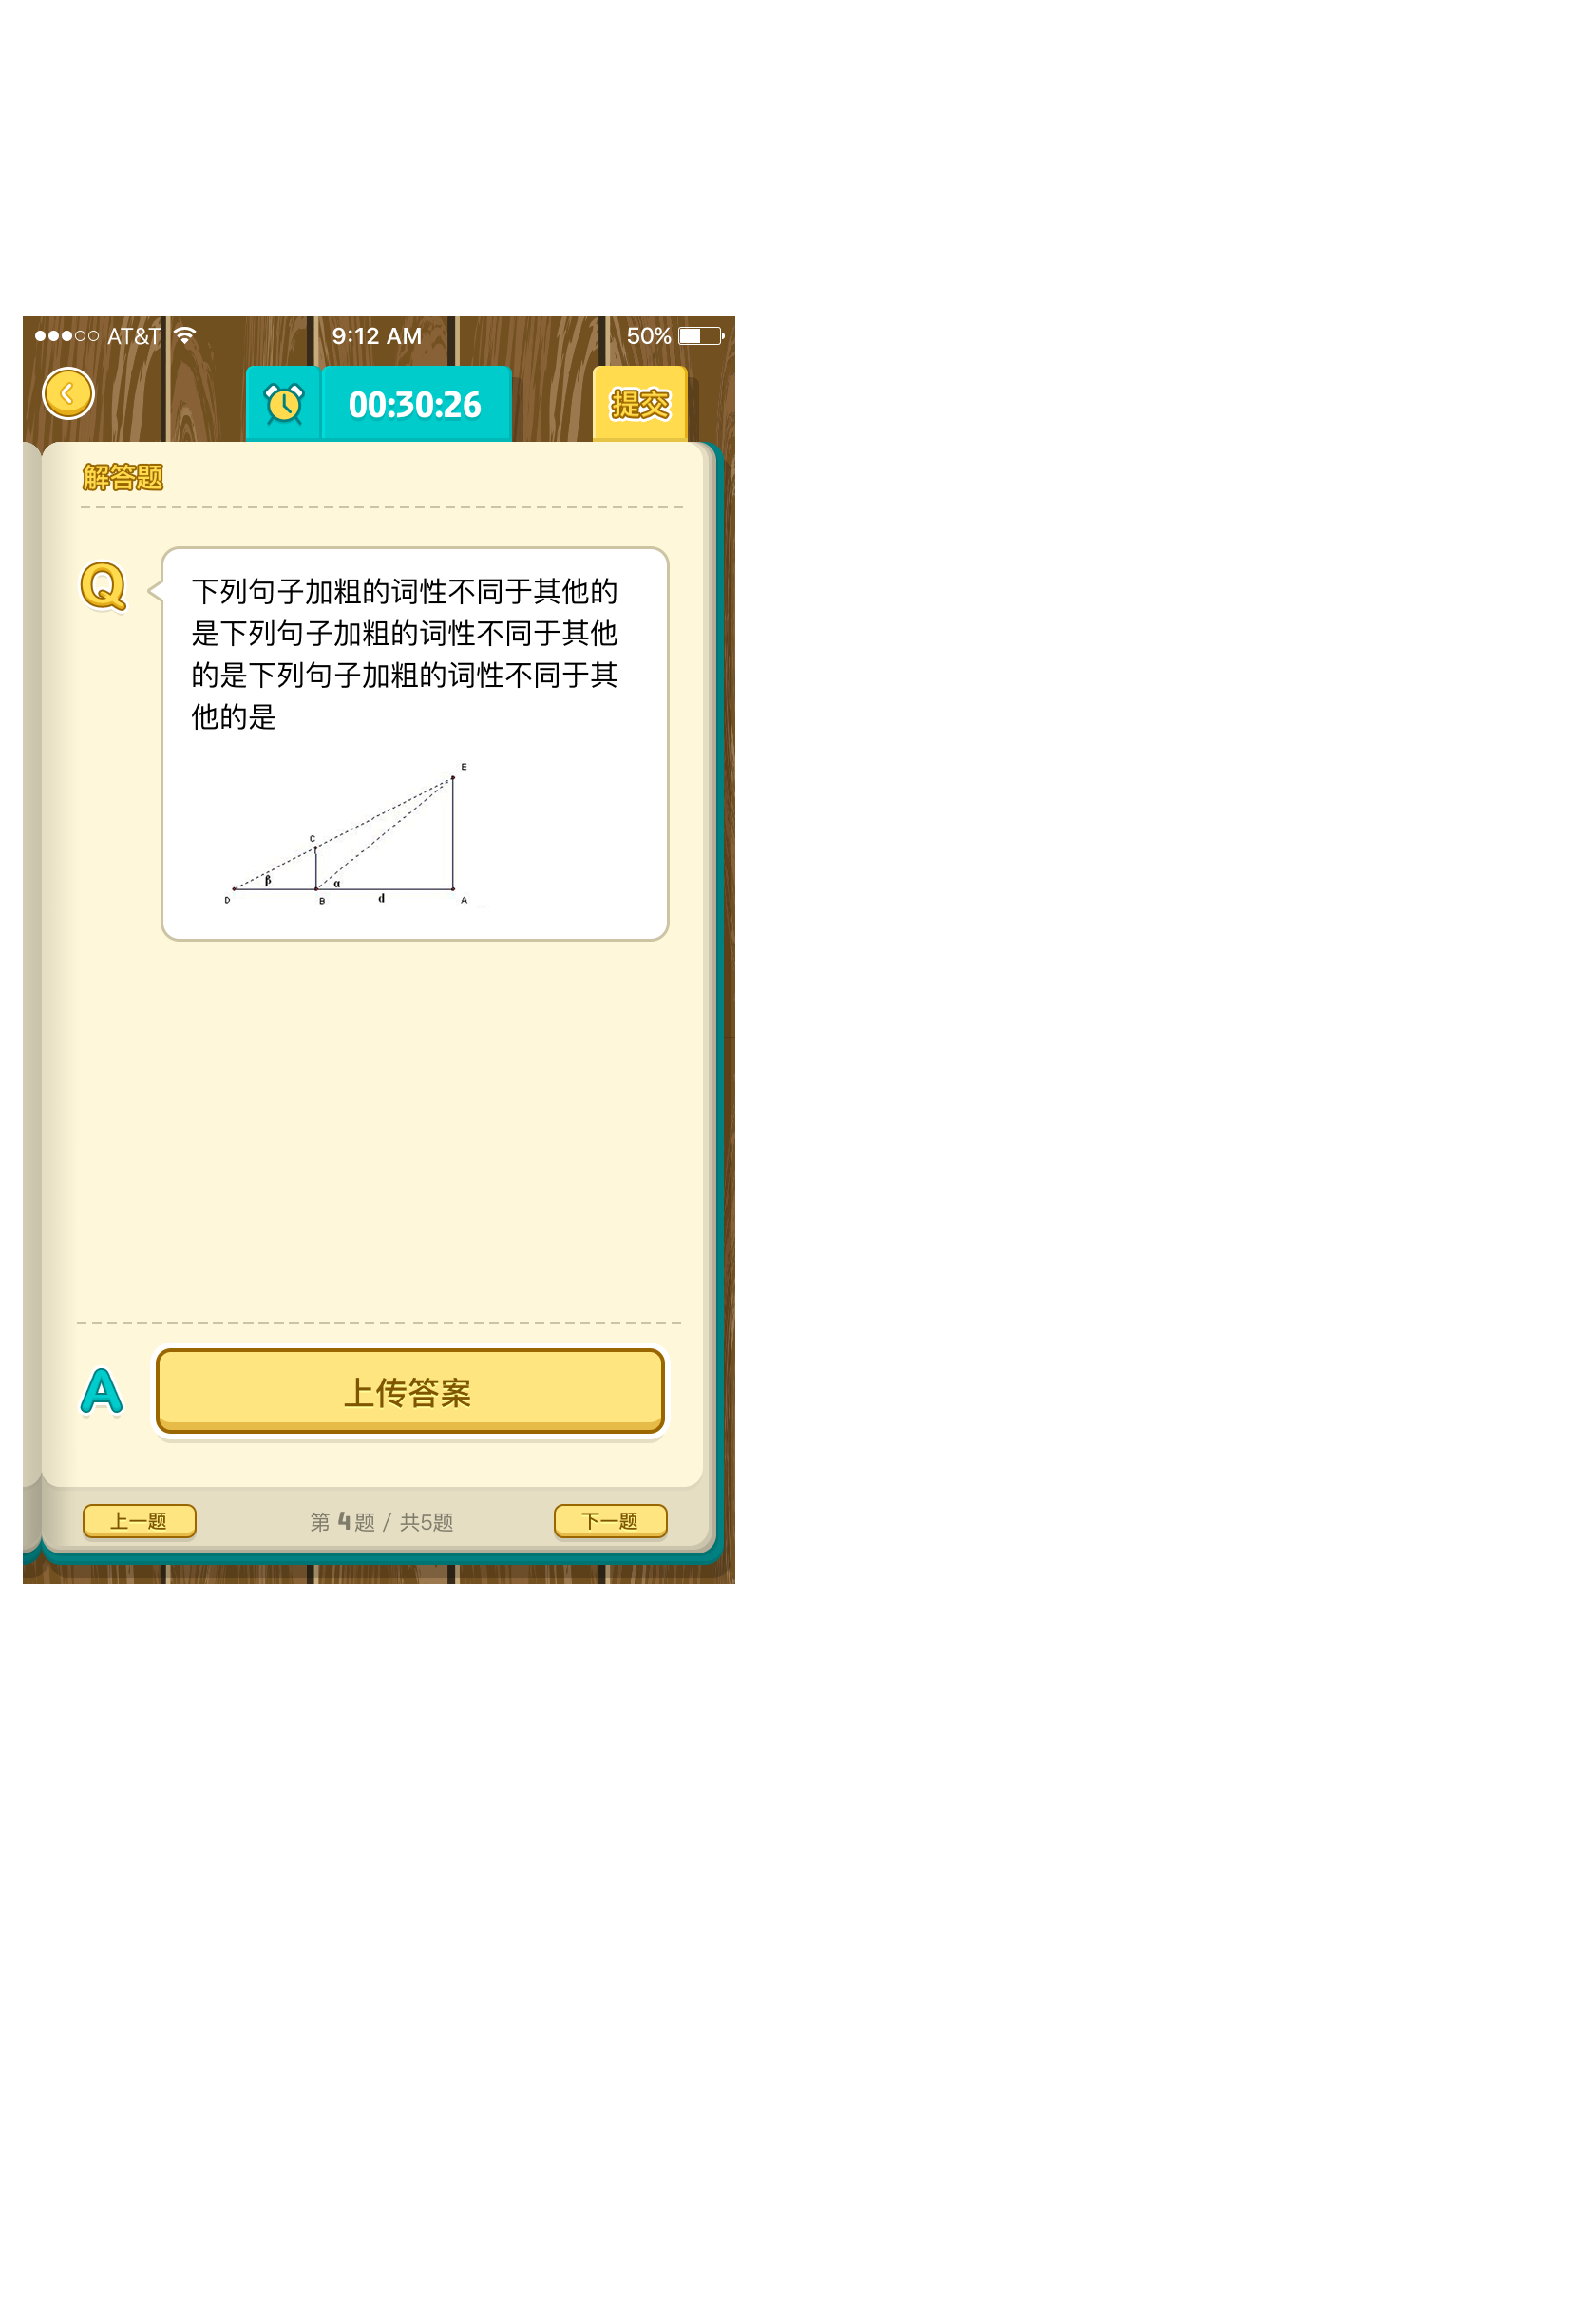 AT&T 9:12 AM 50%
00:30:26 提交
解答题
Q
下列句子加粗的词性不同于其他的
是下列句子加粗的词性不同于其他
的是下列句子加粗的词性不同于其
他的是
E
C
β α
D B d A
A 上传答案
上一题 第 4 题 / 共5题 下一题